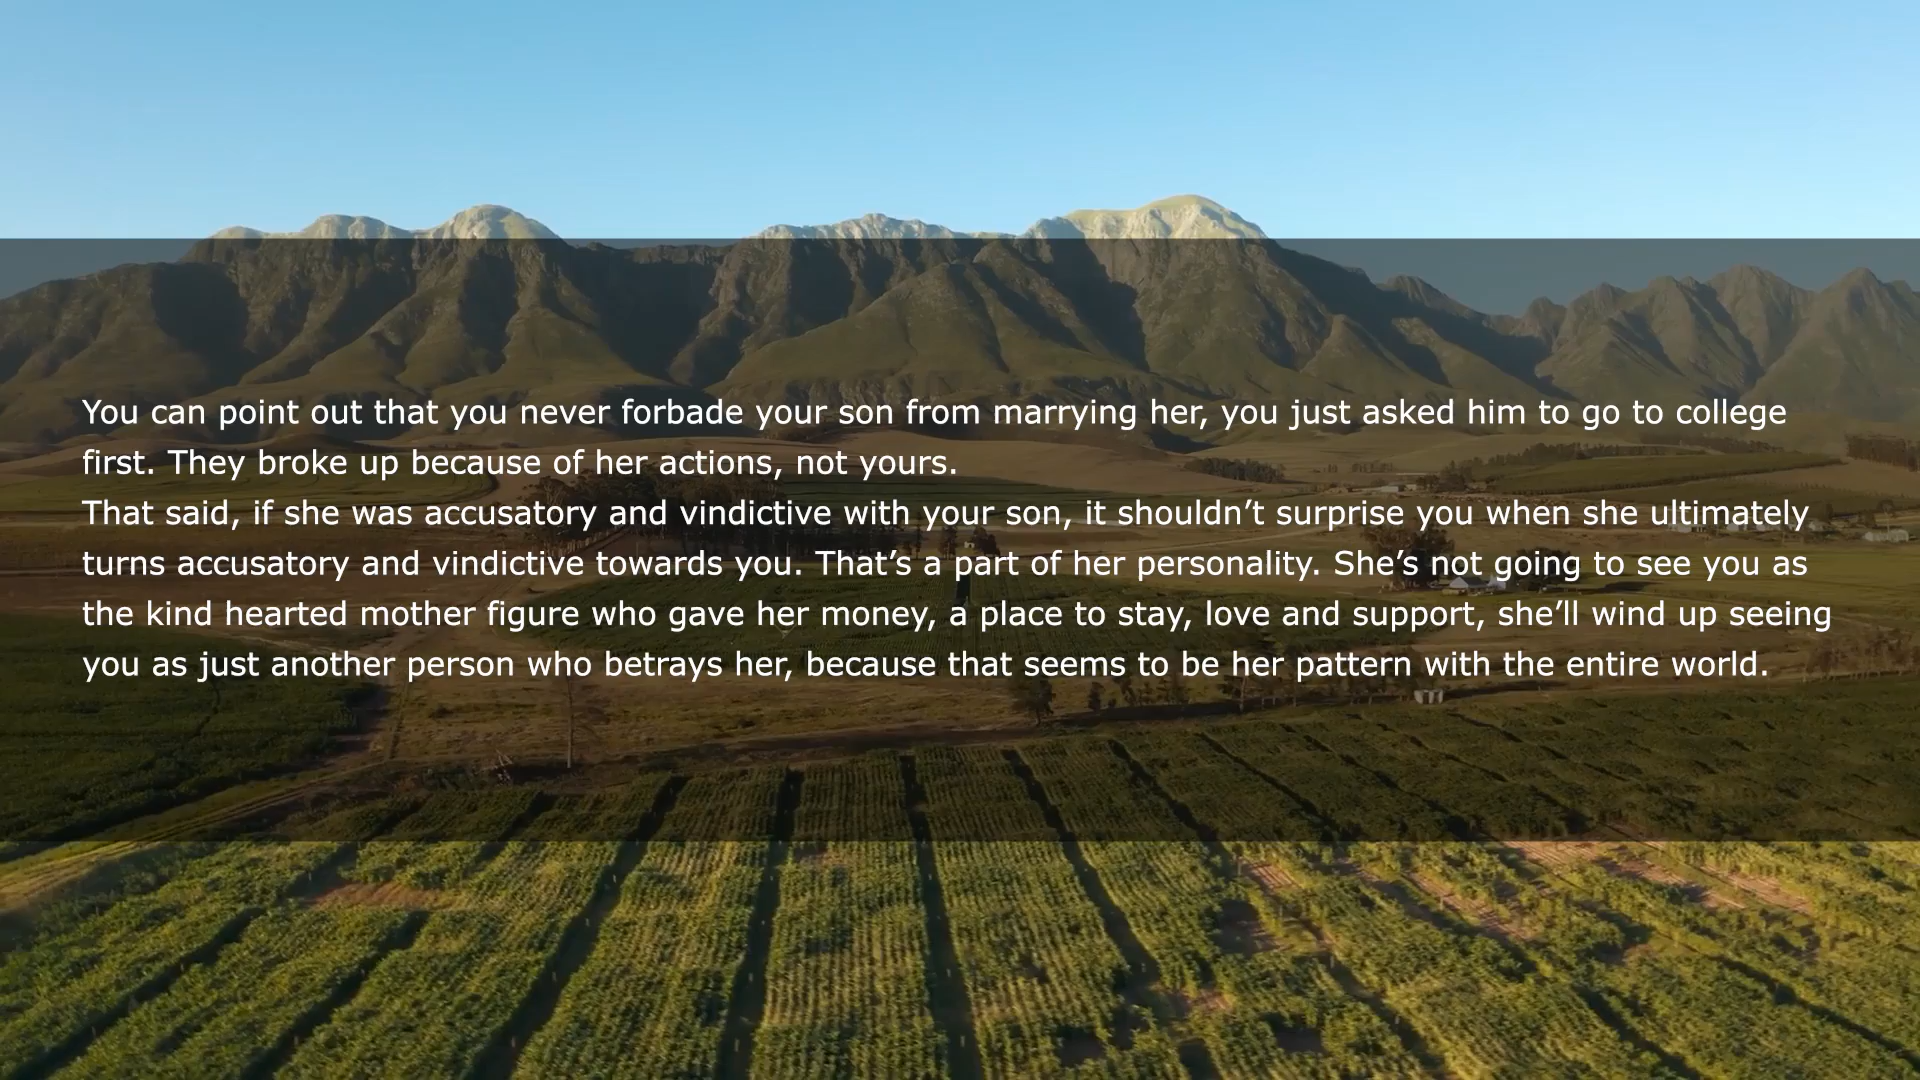 You can point out that you never forbade your son from marrying her, you just asked him to go to college
first. They broke up because of her actions, not yours.
That said, if she was accusatory and vindictive with your son, it shouldn’t surprise you when she ultimately
turns accusatory and vindictive towards you. That’s a part of her personality. She’s not going to see you as
the kind hearted mother figure who gave her money, a place to stay, love and support, she’ll wind up seeing
you as just another person who betrays her, because that seems to be her pattern with the entire world.